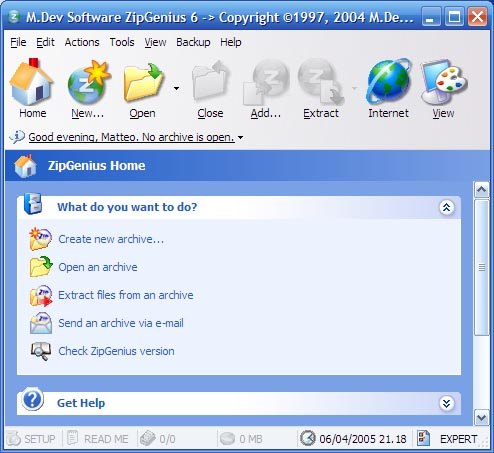 M.Dev Software ZipGenius 6 -> Copyright ©1997, 2004 M.De...
File Edit Actions Tools View Backup Help
Home New... Open Close Add... Extract Internet View
Good evening, Matteo. No archive is open.
ZipGenius Home
What do you want to do?
Create new archive...
Open an archive
Extract files from an archive
Send an archive via e-mail
Check ZipGenius version
Get Help
SETUP README 0/0 0 MB 06/04/2005 21.18 EXPERT